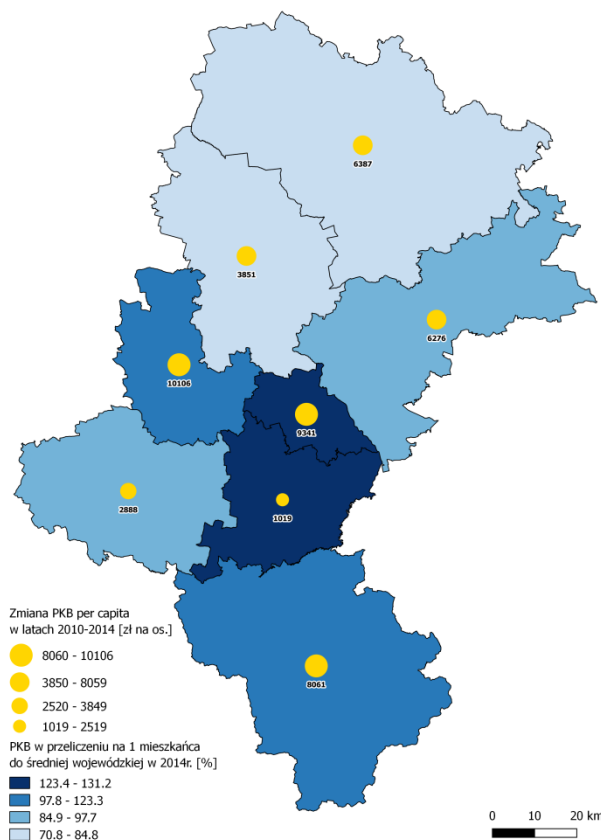 6387
3851
6276
10106
9341
2888
1019
8061
Zmiana PKB per capita
w latach 2010-2014 [zł na os.]
8060 - 10106
3850 - 8059
2520 - 3849
1019 - 2519
PKB w przeliczeniu na 1 mieszkańca
do średniej wojewódzkiej w 2014r. [%]
123.4 - 131.2
97.8 - 123.3
84.9 - 97.7
70.8 - 84.8
0 10 20 km